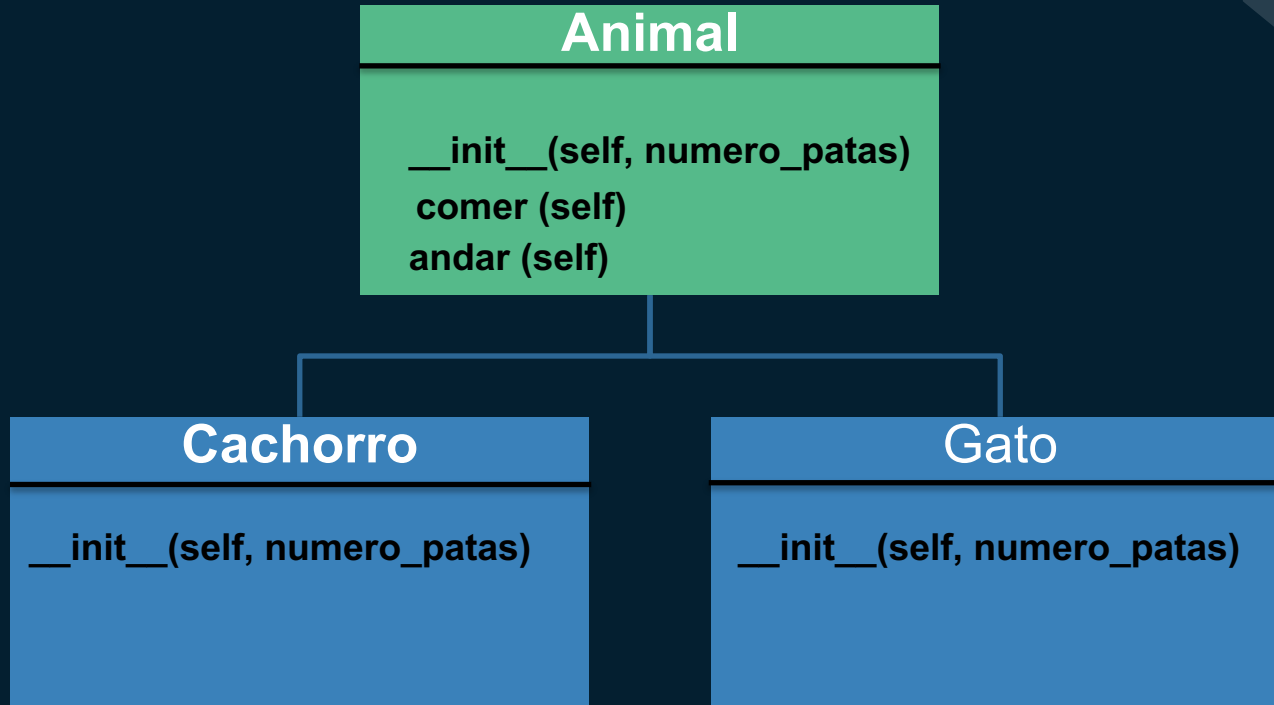 Animal
__init__(self, numero_patas)
comer (self)
andar (self)
Cachorro
__init__(self, numero_patas)
Gato
__init__(self, numero_patas)